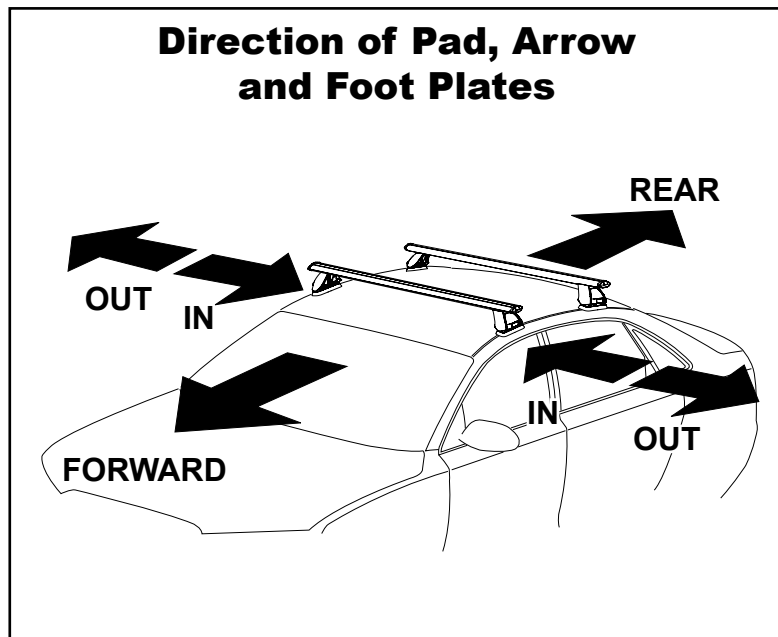 Direction of Pad, Arrow
and Foot Plates
REAR
OUT
IN
IN
OUT
FORWARD